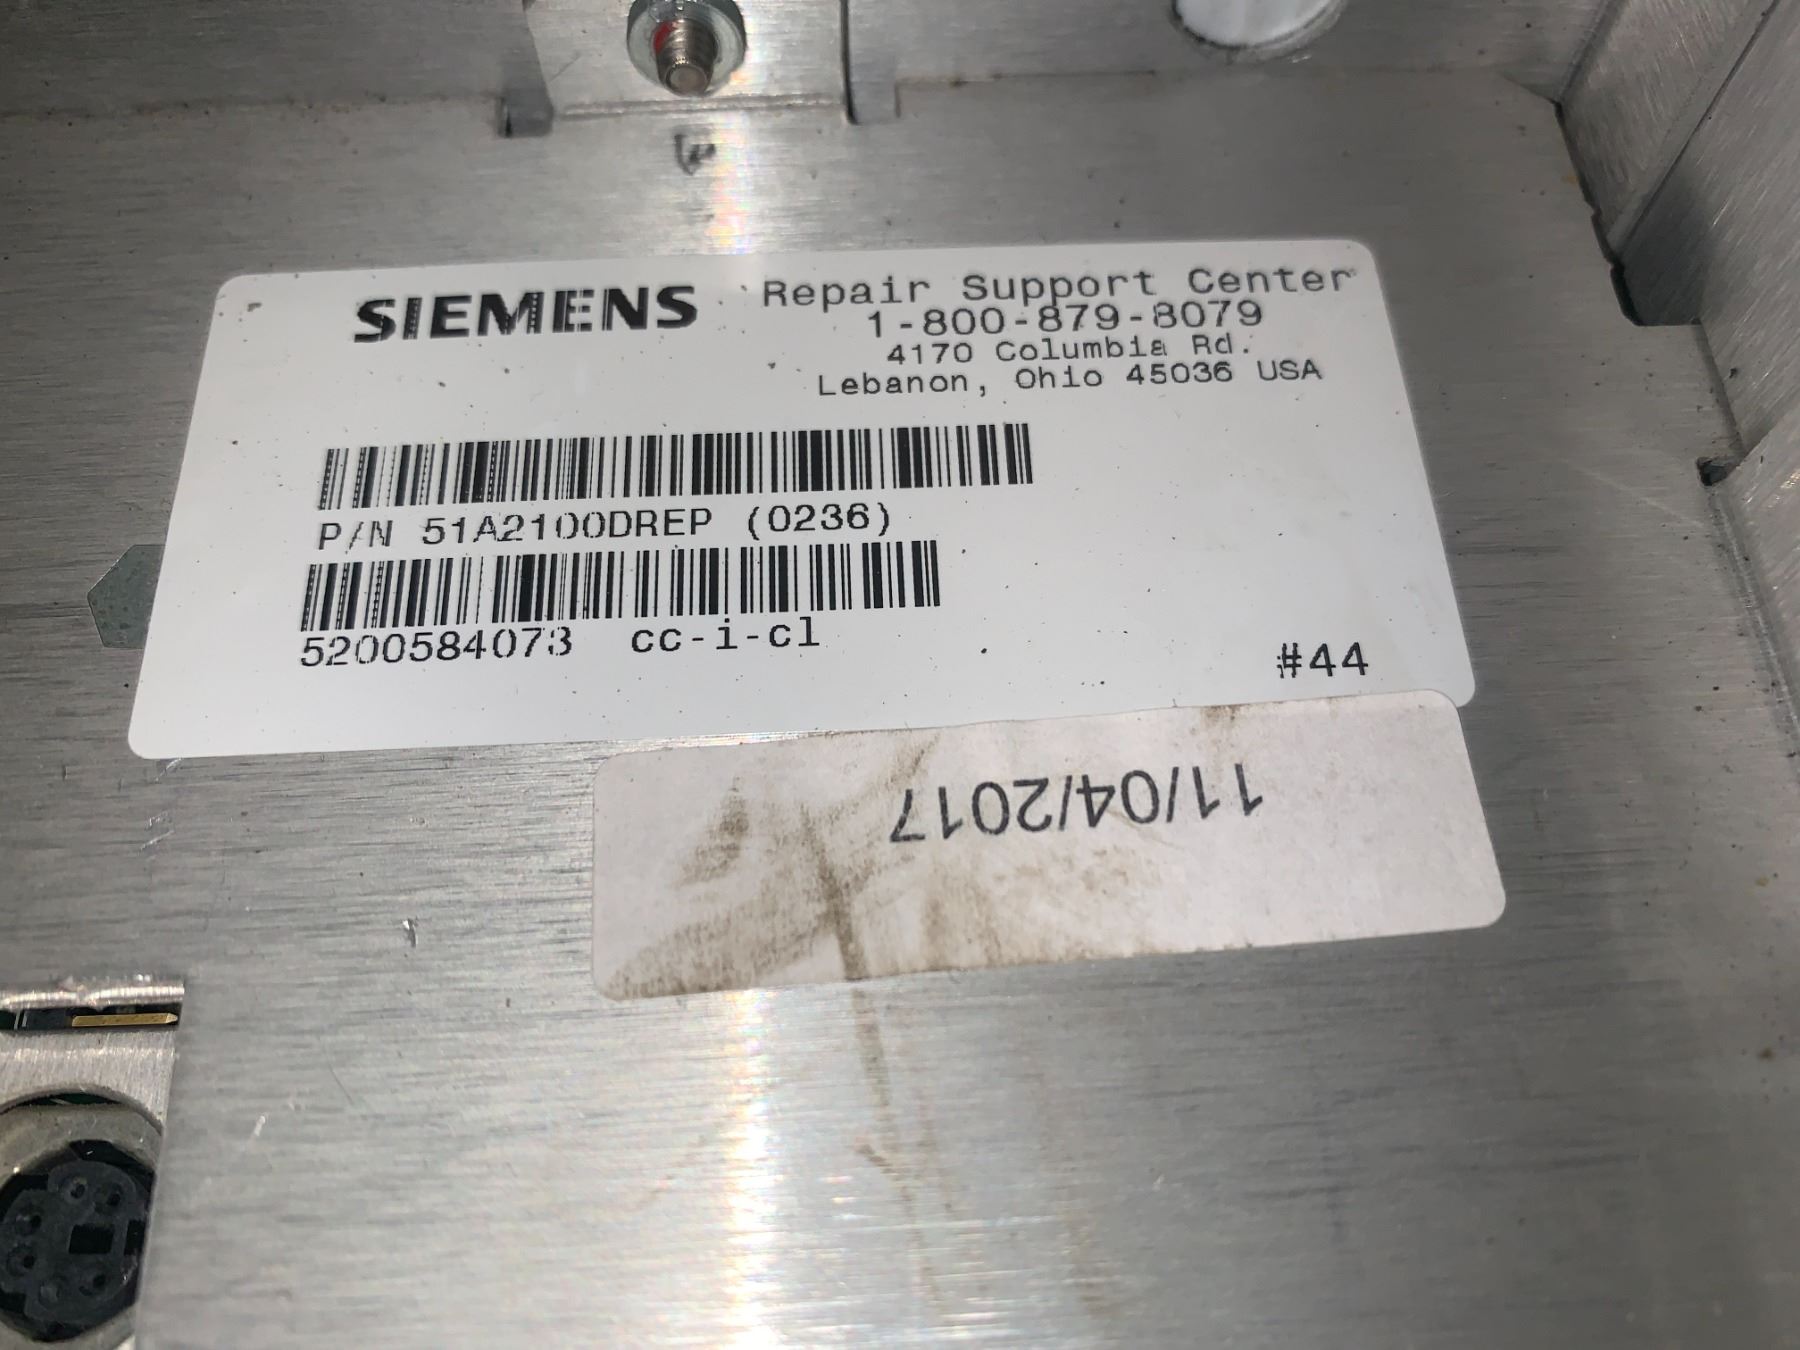 SIEMENS Repair Support Center
1-800-879-8079
4170 Columbia Rd.
Lebanon, Ohio 45036 USA
P/N 51A2100DREP (0236)
5200584073 cc-i-cl
#44
11/04/2017